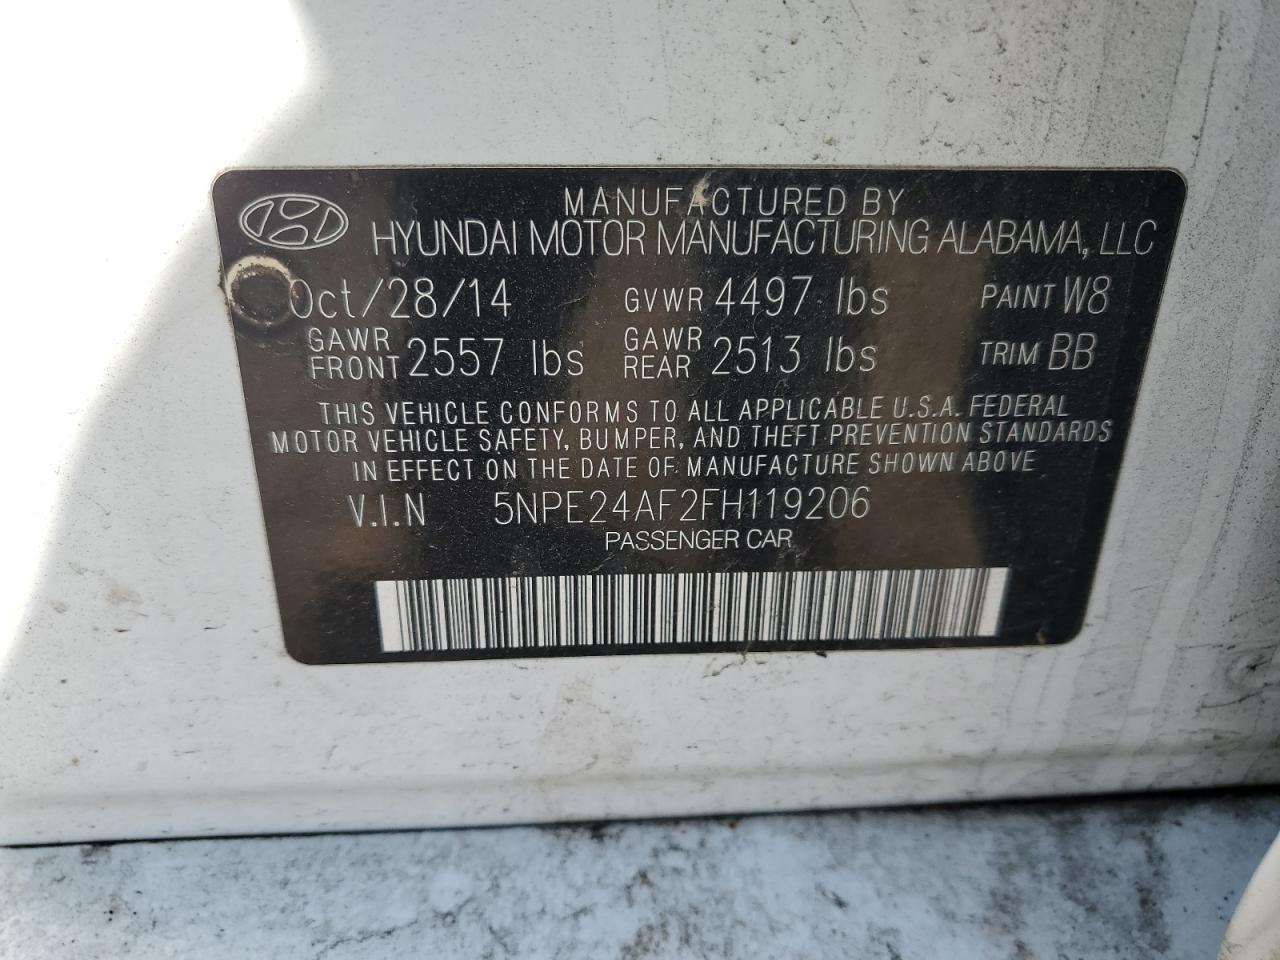 MANUFACTURED BY
HYUNDAI MOTOR MANUFACTURING ALABAMA, LLC
Oct/28/14 GVWR 4497 lbs PAINT W8
GAWR FRONT 2557 lbs GAWR REAR 2513 lbs TRIM BB
THIS VEHICLE CONFORMS TO ALL APPLICABLE U.S.A. FEDERAL
MOTOR VEHICLE SAFETY, BUMPER, AND THEFT PREVENTION STANDARDS
IN EFFECT ON THE DATE OF MANUFACTURE SHOWN ABOVE
V.I.N 5NPE24AF2FH119206
PASSENGER CAR